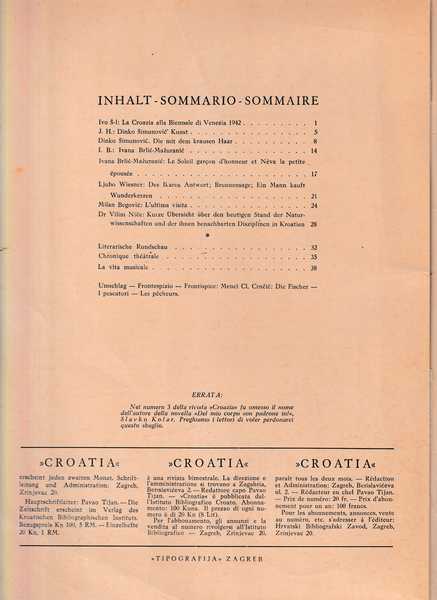 INHALT - SOMMARIO - SOMMAIRE
Ivo Š-l: La Croazia alla Biennale di Venezia 1942 . . . . . . . . . 1
J. H.: Dinko Šimunović' Kunst . . . . . . . . . 5
Dinko Šimunović: Die mit dem krausen Haar . . . . . . . . . 8
I. B.: Ivana Brlić-Mažuranić . . . . . . . . . 14
Ivana Brlić-Mažuranić: Le Soleil garçon d'honneur et Néva la petite
épousée . . . . . . . . . 17
Ljubo Wiesner: Des Ikarus Antwort; Brunnensage; Ein Mann kauft
Wunderkerzen . . . . . . . . . 21
Milan Begović: L'ultima visita . . . . . . . . . 24
Dr Vilim Niče: Kurze Übersicht über den heutigen Stand der Natur-
wissenschaften und der ihnen benachbarten Disziplinen in Kroatien 28
*
Literarische Rundschau . . . . . . . . . 32
Chronique théâtrale . . . . . . . . . 35
La vita musicale . . . . . . . . . 38
Umschlag — Frontespizio — Frontispice: Menci Cl. Crnčić: Die Fischer —
I pescatori — Les pêcheurs.
ERRATA:
Nel numero 3 della rivista »Croatia« fu omesso il nome
dell'autore della novella »Del mio corpo son padrone io!«,
Slavko Kolar. Preghiamo i lettori di voler perdonarci
questo sbaglio.
»CROATIA«
erscheint jeden zweiten Monat. Schrift-
leitung und Administration: Zagreb,
Zrinjevac 20.
Hauptschriftleiter: Pavao Tijan. — Die
Zeitschrift erscheint im Verlag des
Kroatischen Bibliographischen Instituts.
Bezugspreis Kn 100, 5 RM. — Einzelhefte
20 Kn, 1 RM.
»CROATIA«
è una rivista bimestrale. La direzione e
l'amministrazione si trovano a Zagabria,
Berislavićeva 2. — Redattore capo Pavao
Tijan. — »Croatia« è pubblicata dal-
l'Istituto Bibliografico Croato. Abbona-
mento: 100 Kuna. Il prezzo di ogni nu-
mero è di 20 Kn (8 Lit).
Per l'abbonamento, gli annunzi e la
vendita al numero rivolgersi all'Istituto
Bibliografico — Zagreb, Zrinjevac 20.
»CROATIA«
paraît tous les deux mois. — Rédaction
et Administration: Zagreb, Berislavićeva
ul. 2. — Rédacteur en chef Pavao Tijan.
— Prix de numéro: 20 fr. — Prix d'abon-
nement pour un an: 100 francs.
Pour les abonnements, annonces, vente
au numéro, etc. s'adresser à l'éditeur:
Hrvatski Bibliografski Zavod, Zagreb,
Zrinjevac 20.
»TIPOGRAFIJA« ZAGREB